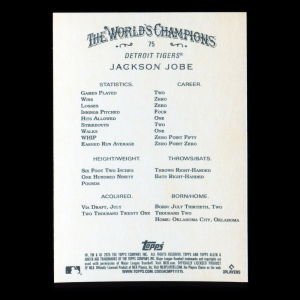 The World's Champions
75
DETROIT TIGERS
JACKSON JOBE
STATISTICS. CAREER.
GAMES PLAYED TWO
WINS ZERO
LOSSES ZERO
INNINGS PITCHED FOUR
HITS ALLOWED ONE
STRIKEOUTS TWO
WALKS ONE
WHIP ZERO POINT FIFTY
EARNED RUN AVERAGE ZERO POINT ZERO
HEIGHT/WEIGHT. THROWS/BATS.
SIX FOOT TWO INCHES THROWS RIGHT-HANDED
ONE HUNDRED NINETY BATS RIGHT-HANDED
POUNDS
ACQUIRED. BORN/HOME.
VIA DRAFT, JULY BORN: JULY THIRTIETH, TWO
TWO THOUSAND TWENTY ONE THOUSAND TWO
HOME: OKLAHOMA CITY, OKLAHOMA
Topps
PLAYERS